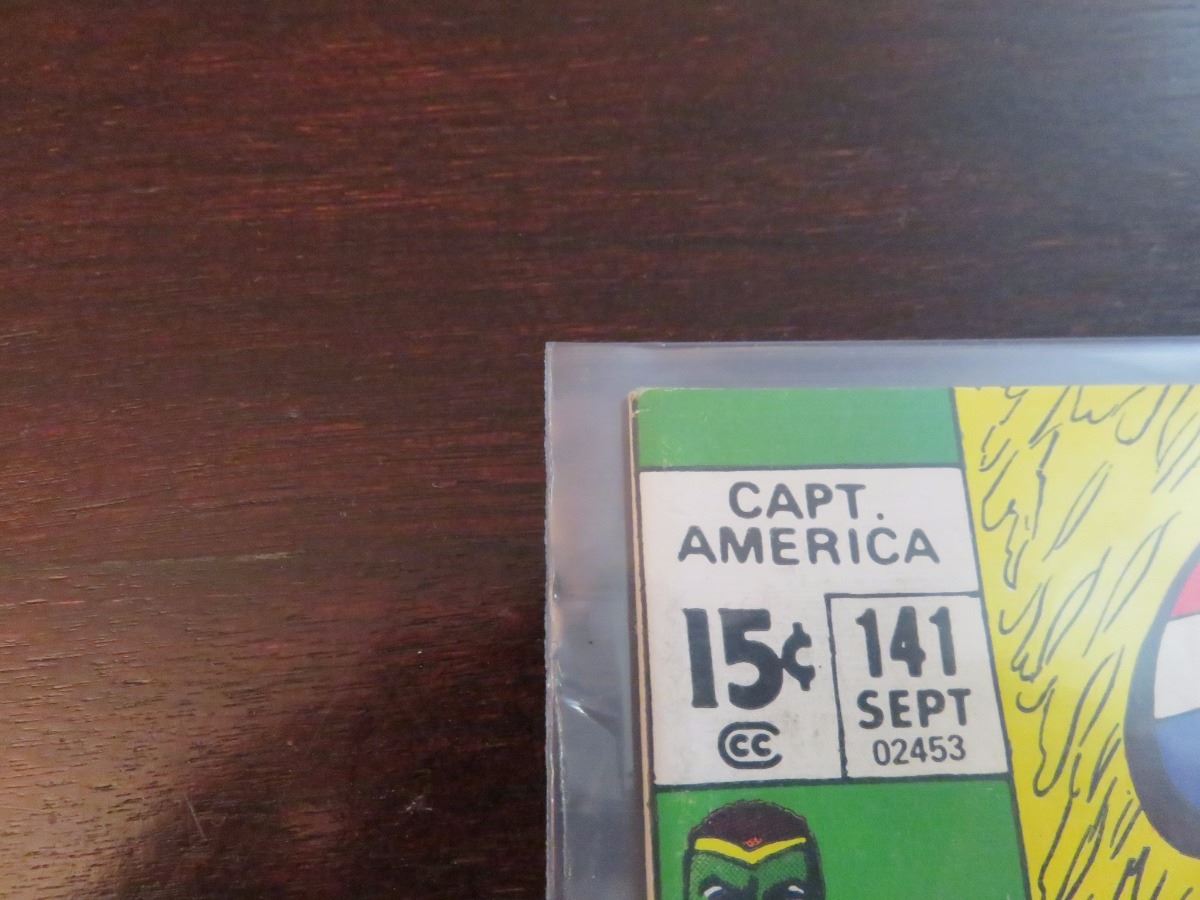 CAPT.
AMERICA
15¢
CC
141
SEPT
02453